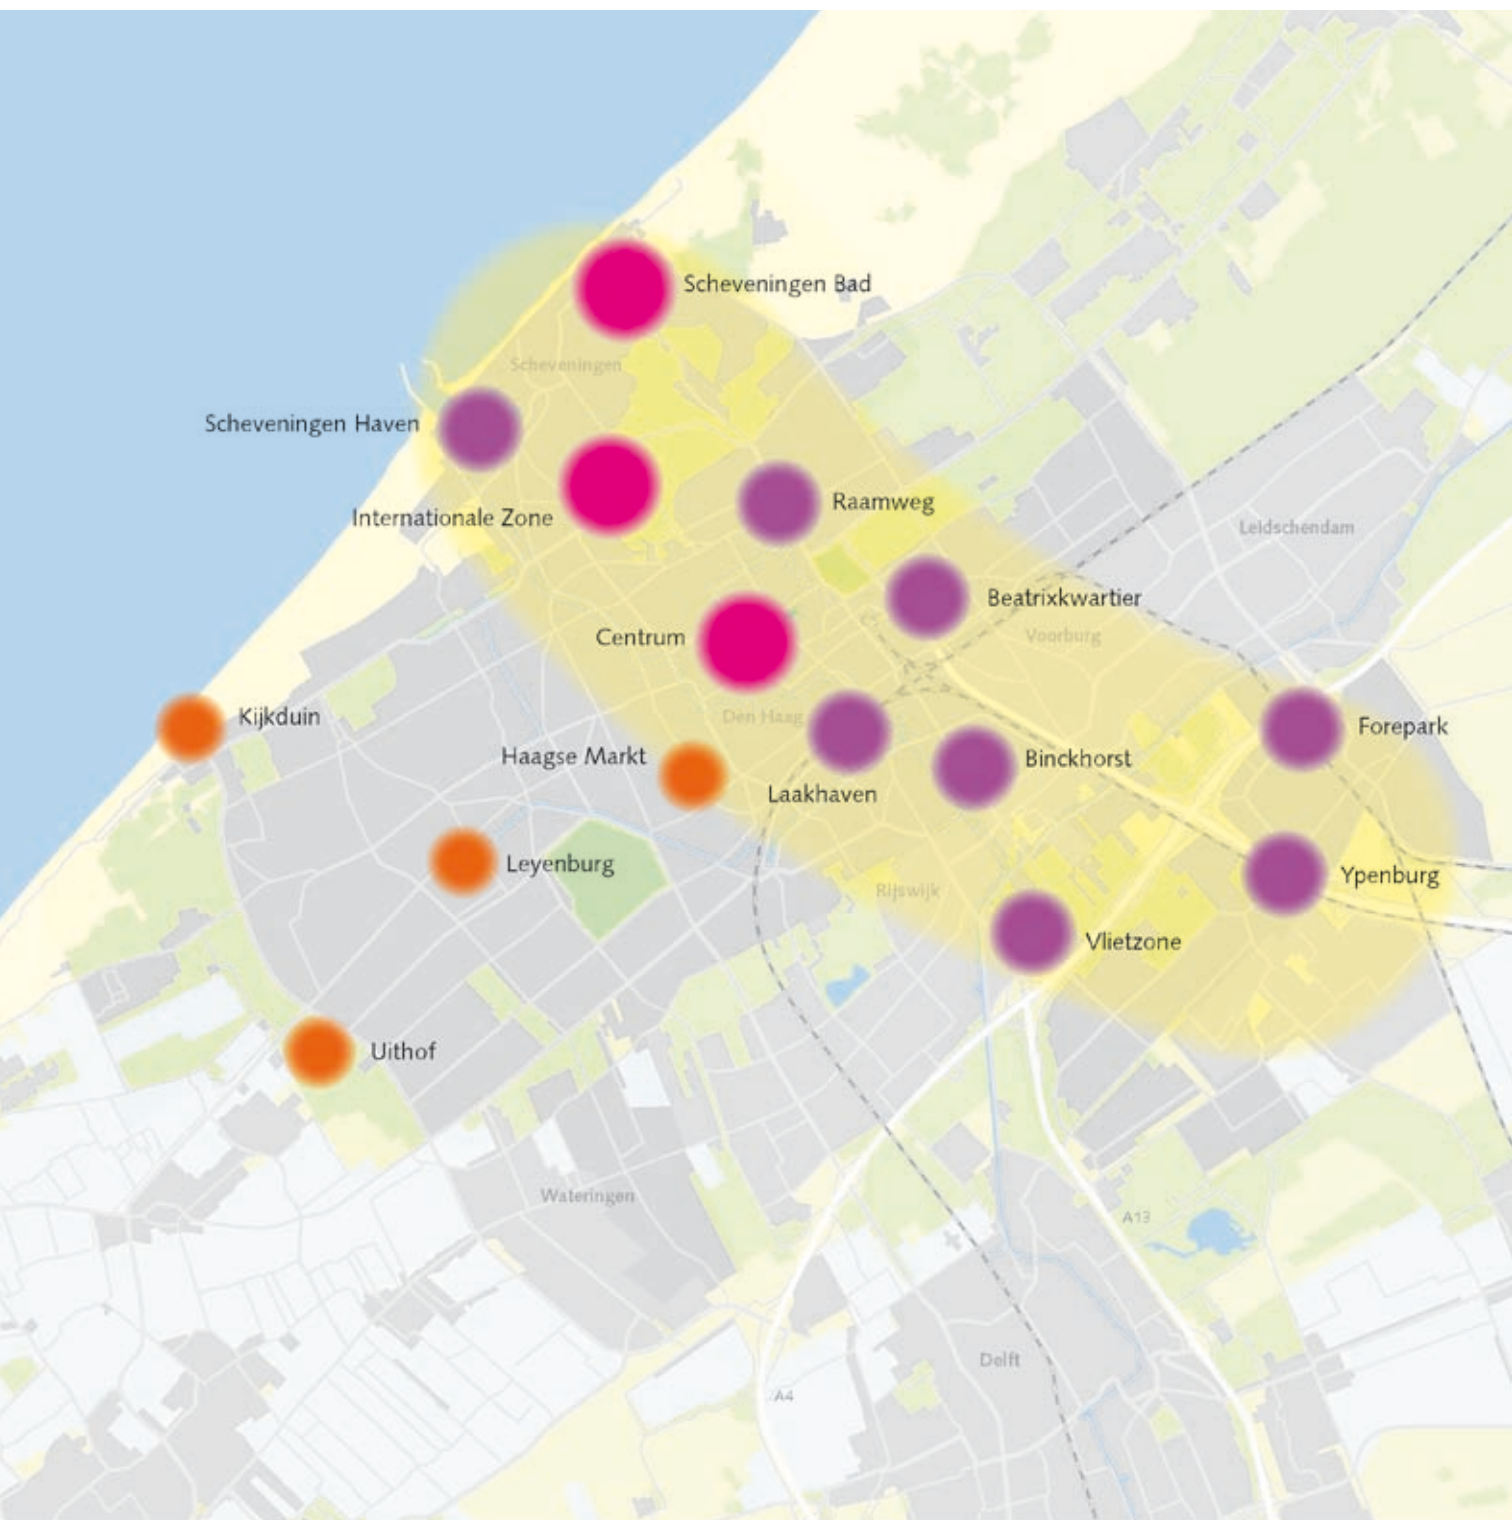 Scheveningen Bad
Scheveningen
Scheveningen Haven
Raamweg
Internationale Zone
Leidschendam
Beatrixkwartier
Centrum
Voorburg
Kijkduin
Den Haag
Forepark
Haagse Markt
Binckhorst
Laakhaven
Leyenburg
Ypenburg
Rijswijk
Vlietzone
Uithof
Wateringen
A13
Delft
A4